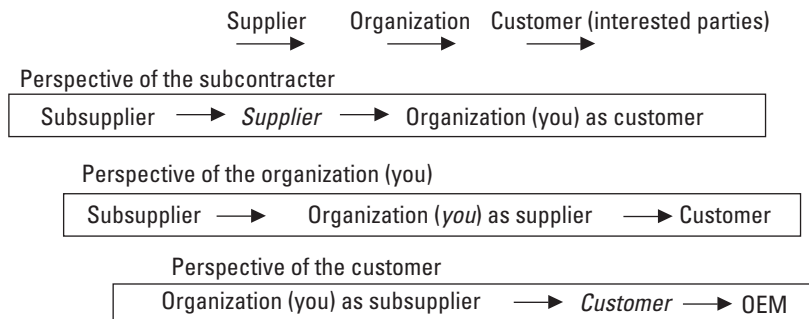 Supplier Organization Customer (interested parties)
Perspective of the subcontracter
Subsupplier Supplier Organization (you) as customer
Perspective of the organization (you)
Subsupplier Organization (you) as supplier Customer
Perspective of the customer
Organization (you) as subsupplier Customer OEM